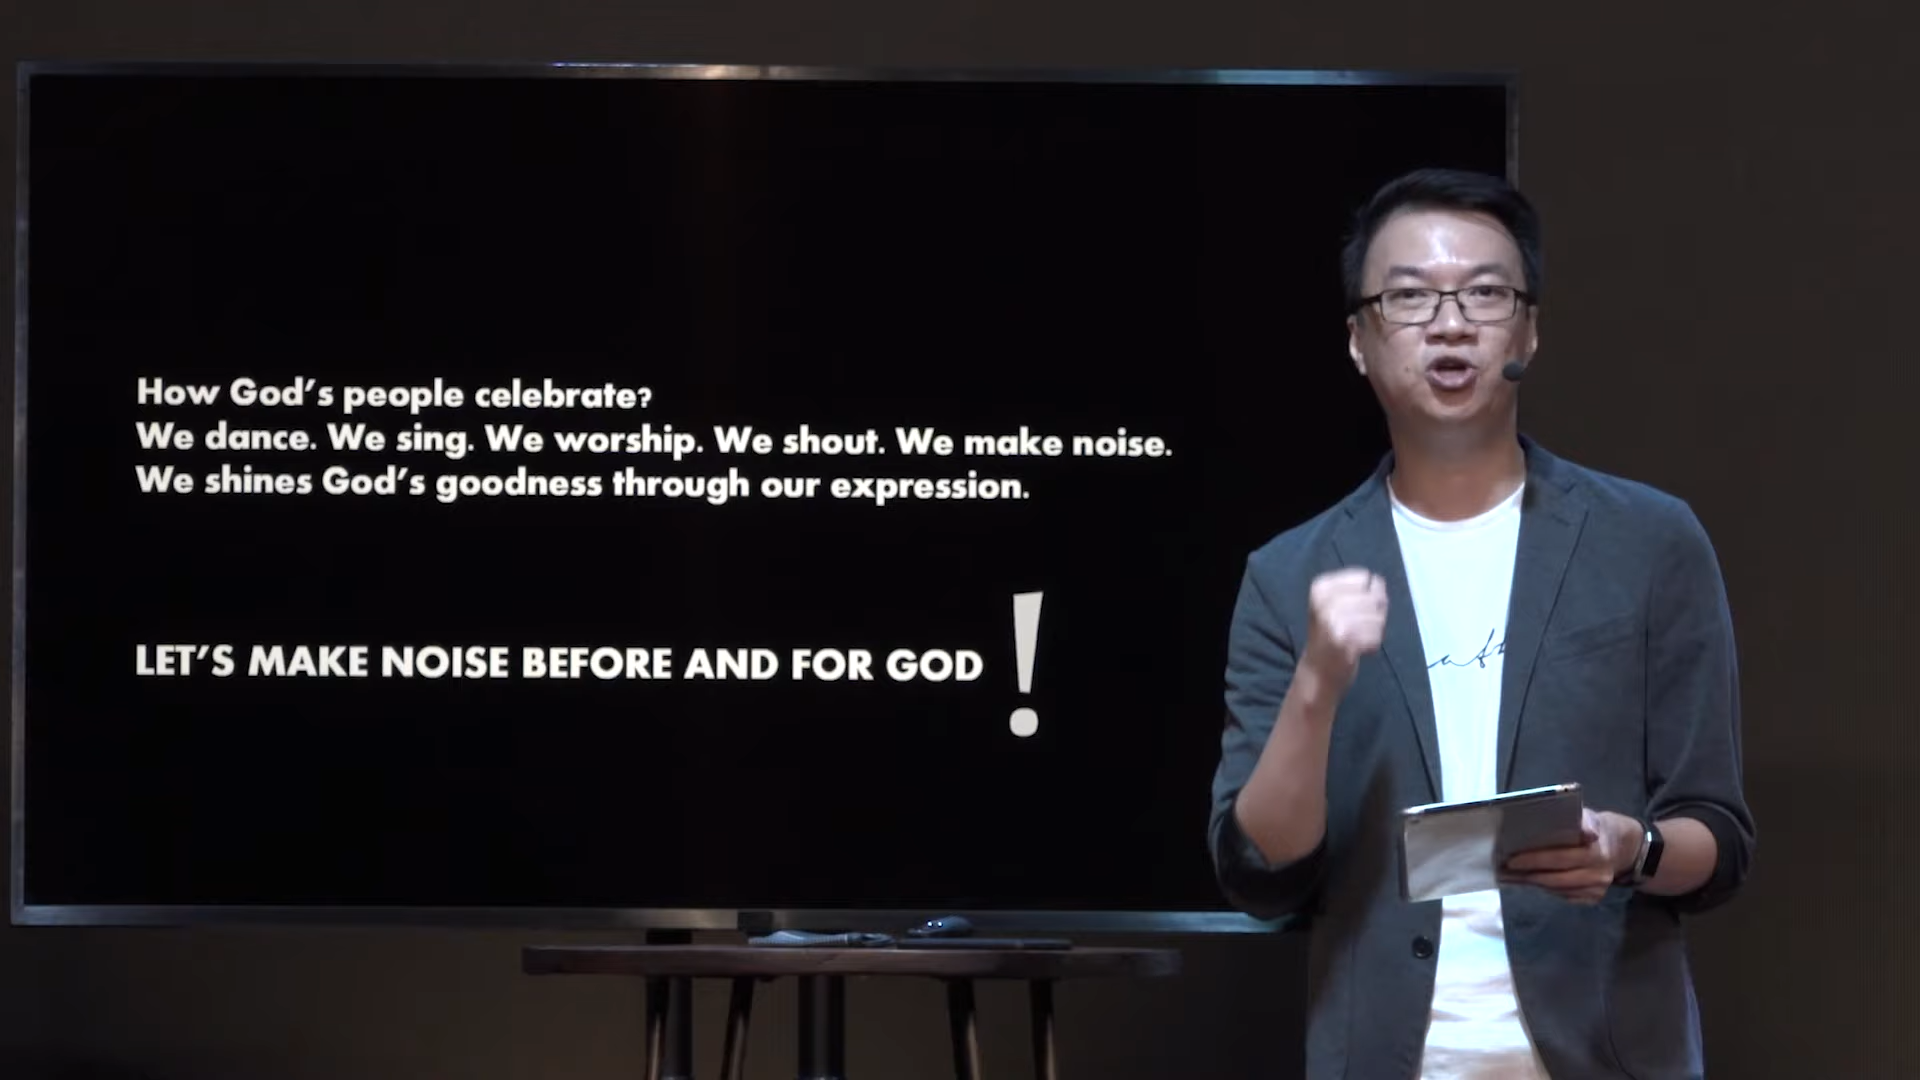 How God's people celebrate?
We dance. We sing. We worship. We shout. We make noise.
We shines God's goodness through our expression.
LET'S MAKE NOISE BEFORE AND FOR GOD!